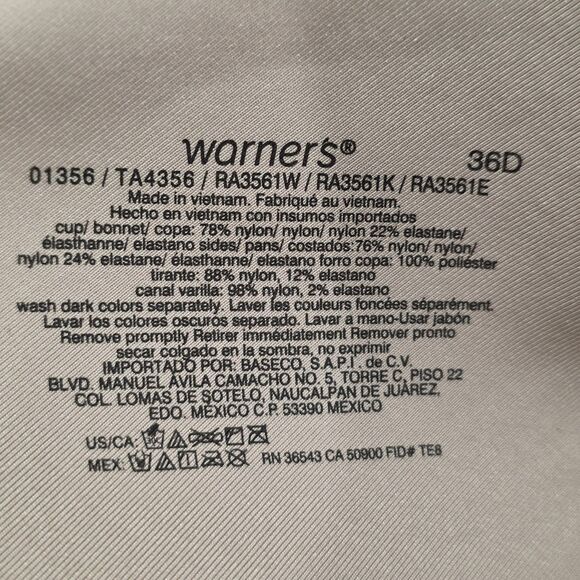 warner's®
36D
01356 / TA4356 / RA3561W / RA3561K / RA3561E
Made in vietnam. Fabriqué au vietnam.
Hecho en vietnam con insumos importados
cup/ bonnet/ copa: 78% nylon/ nylon/ nylon 22% elastane/
élasthanne/ elastano sides/ pans/ costados:76% nylon/ nylon/
nylon 24% elastane/ élasthanne/ elastano forro copa: 100% poliéster
tirante: 88% nylon, 12% elastano
canal varilla: 98% nylon, 2% elastano
wash dark colors separately. Laver les couleurs foncées séparément.
Lavar los colores oscuros separado. Lavar a mano-Usar jabón
Remove promptly Retirer immédiatement Remover pronto
secar colgado en la sombra, no exprimir
IMPORTADO POR: BASECO, S.A.P.I. de C.V.
BLVD. MANUEL ÁVILA CAMACHO NO. 5, TORRE C, PISO 22
COL. LOMAS DE SOTELO, NAUCALPAN DE JUÁREZ,
EDO. MÉXICO C.P. 53390 MÉXICO
US/CA:
MEX: RN 36543 CA 50900 FID# TE8